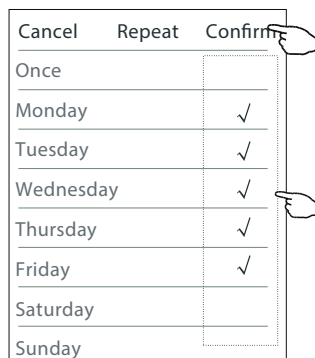 Cancel Repeat Confirm
Once
Monday √
Tuesday √
Wednesday √
Thursday √
Friday √
Saturday
Sunday